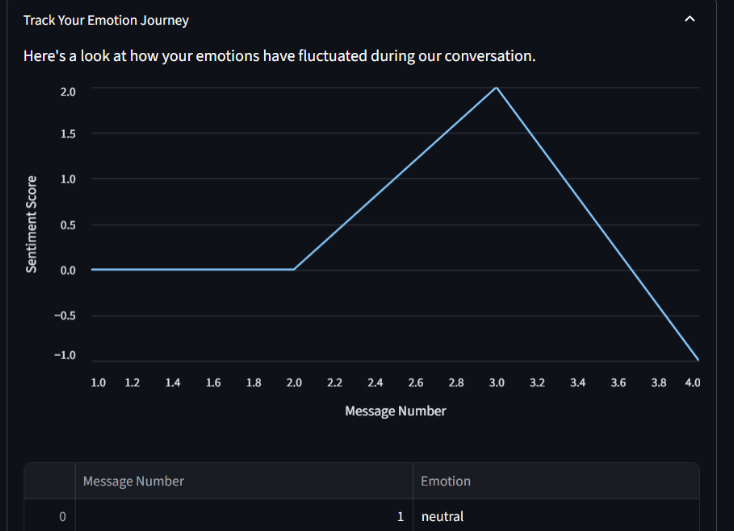 Track Your Emotion Journey
Here's a look at how your emotions have fluctuated during our conversation.
2.0
1.5
1.0
0.5
0.0
−0.5
−1.0
Sentiment Score
1.0 1.2 1.4 1.6 1.8 2.0 2.2 2.4 2.6 2.8 3.0 3.2 3.4 3.6 3.8 4.0
Message Number
Message Number Emotion
0 1 neutral